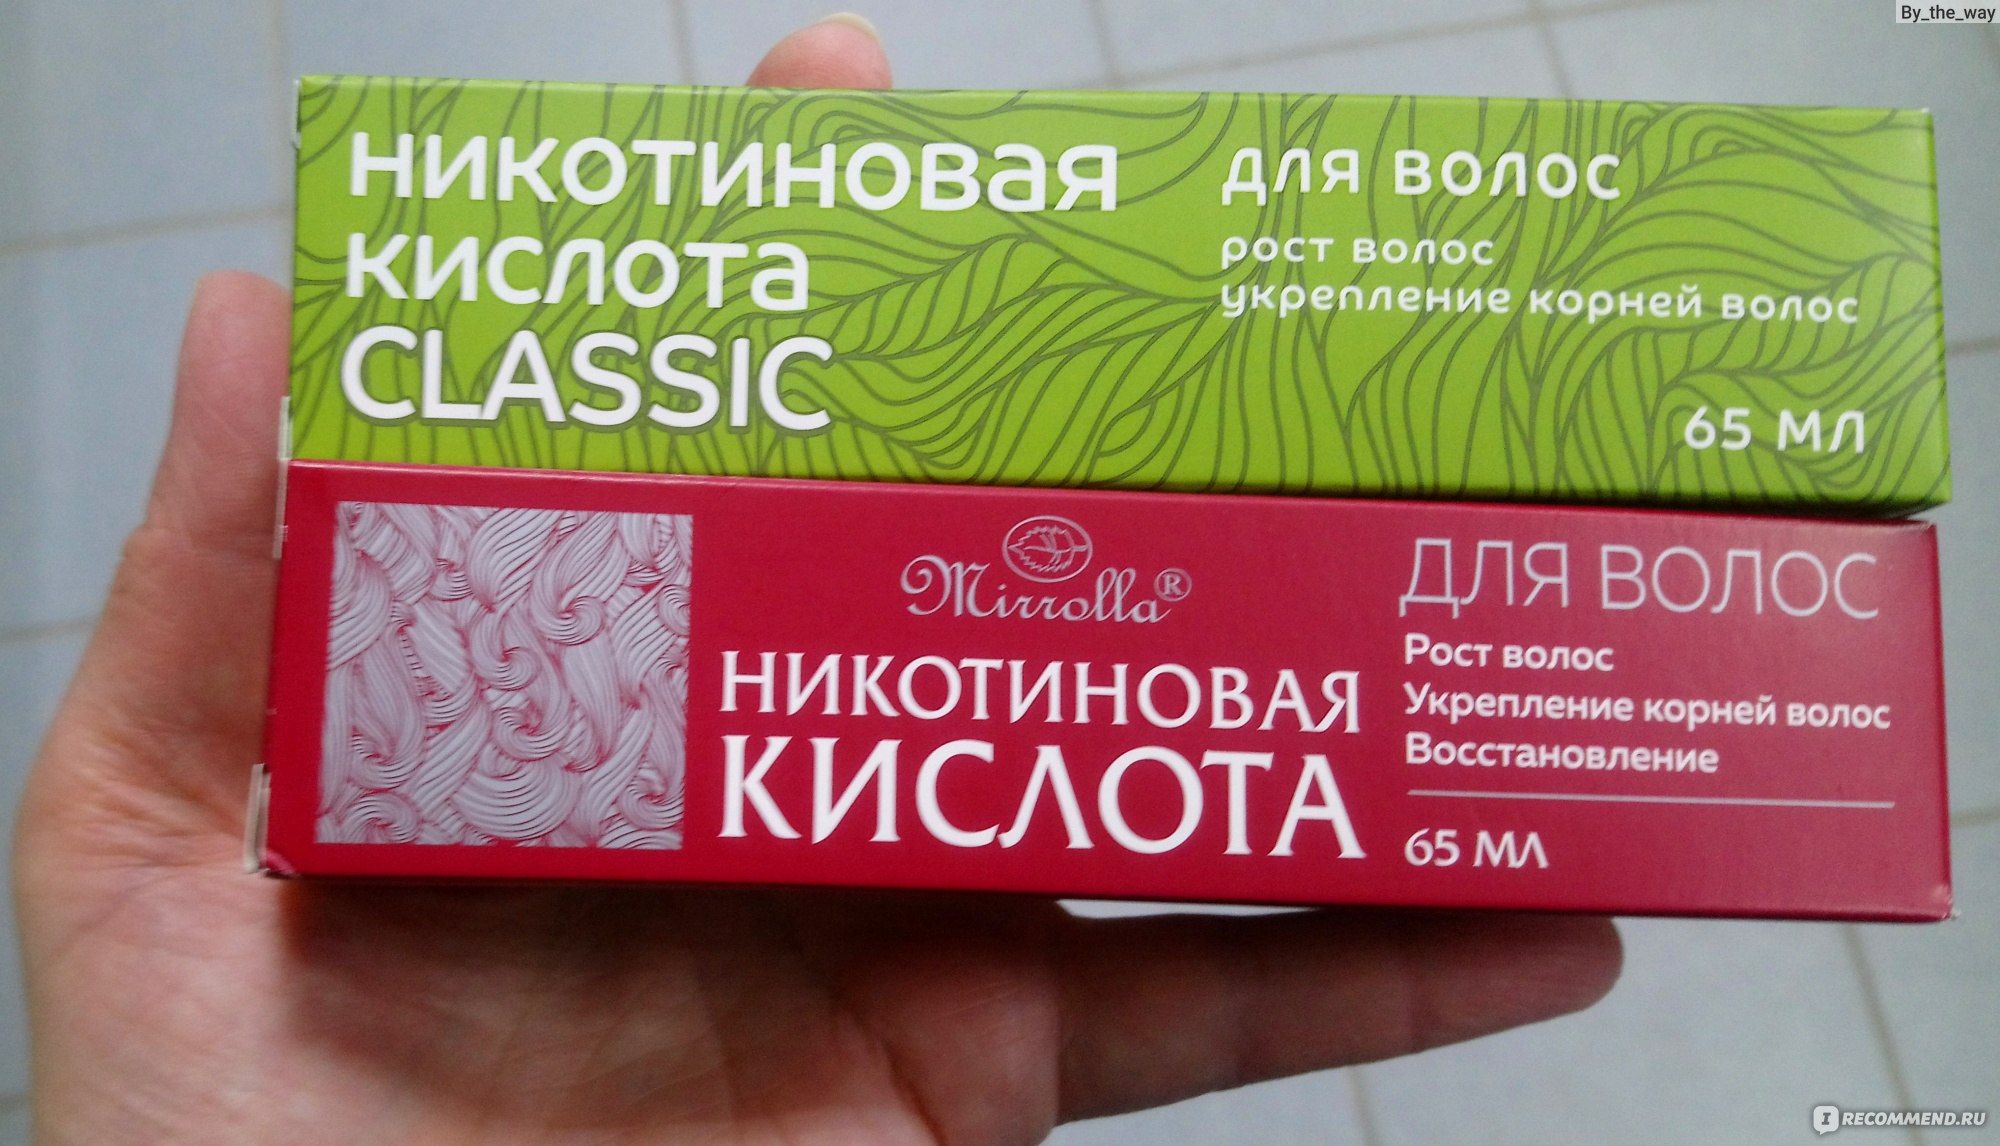 By_the_way
никотиновая
кислота
CLASSIC
для волос
рост волос
укрепление корней волос
65 мл
Mirrolla®
НИКОТИНОВАЯ
КИСЛОТА
ДЛЯ ВОЛОС
Рост волос
Укрепление корней волос
Восстановление
65 МЛ
IRECOMMEND.RU